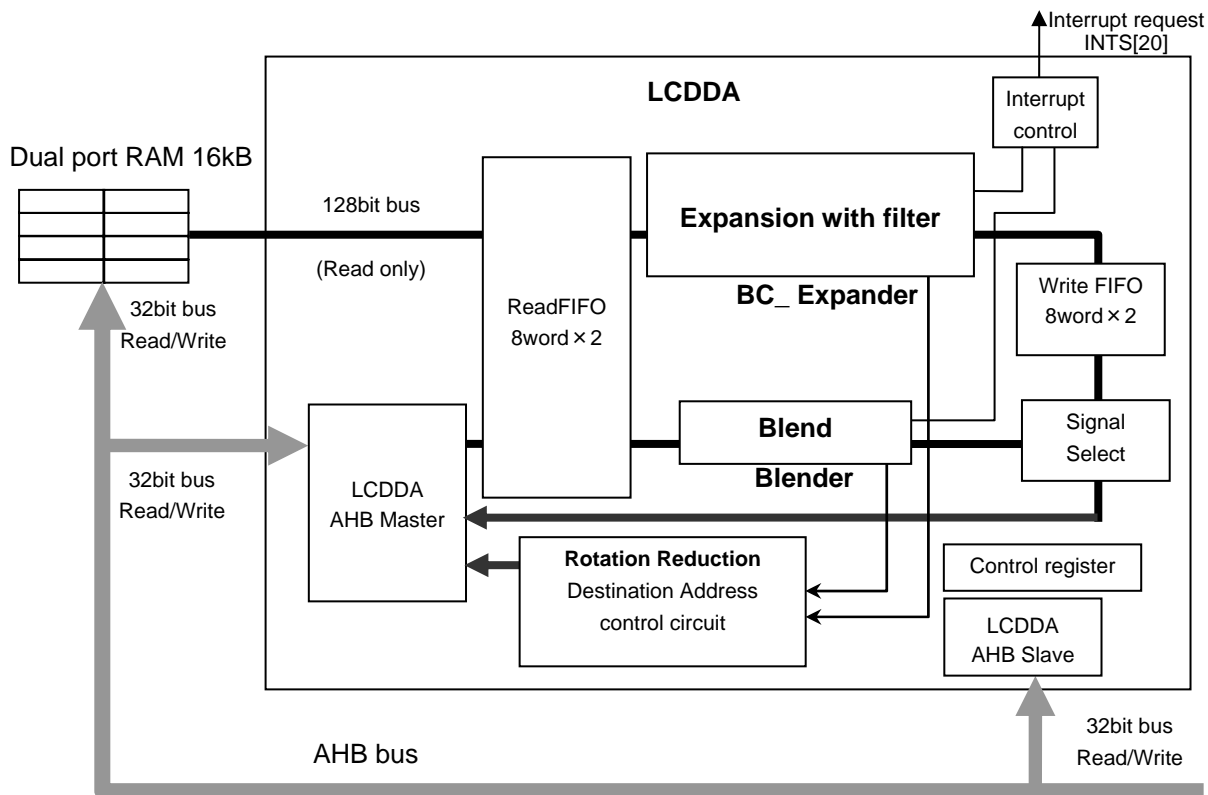 Interrupt request
INTS[20]
LCDDA
Interrupt
control
Dual port RAM 16kB
128bit bus
(Read only)
Expansion with filter
BC_ Expander
ReadFIFO
8word×2
Write FIFO
8word×2
32bit bus
Read/Write
Blend
Blender
Signal
Select
32bit bus
Read/Write
LCDDA
AHB Master
Rotation Reduction
Destination Address
control circuit
Control register
LCDDA
AHB Slave
AHB bus
32bit bus
Read/Write